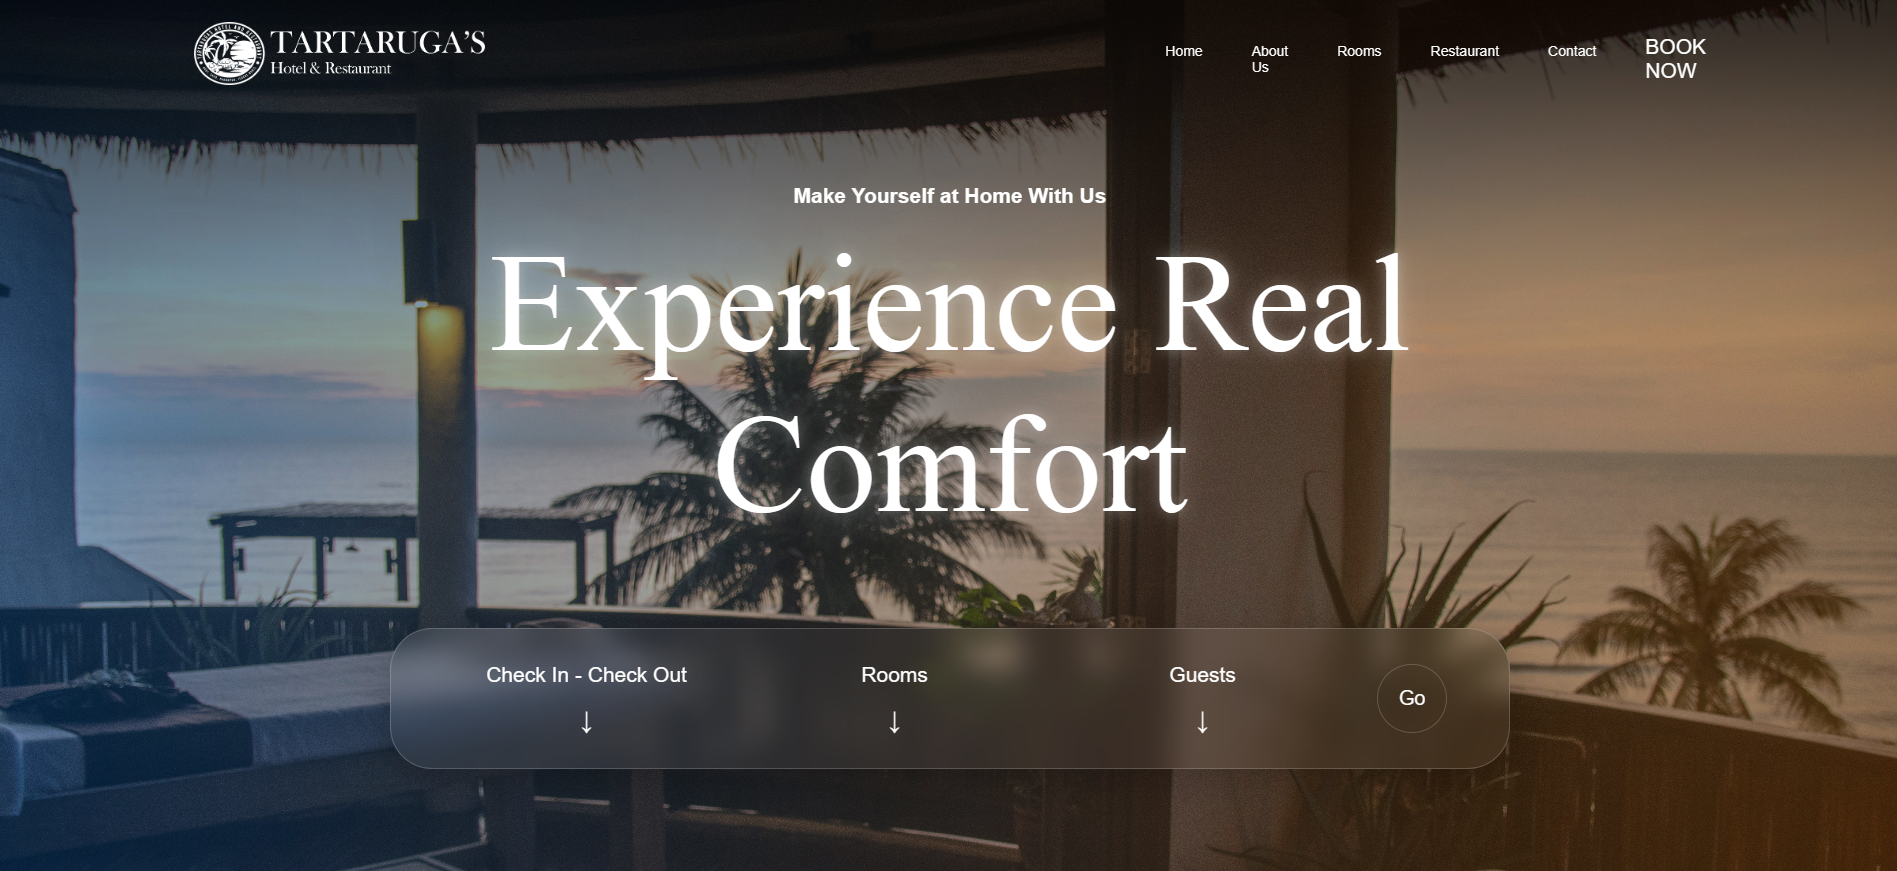 TARTARUGA'S
Hotel & Restaurant
Home
About
Us
Rooms
Restaurant
Contact
BOOK
NOW
Make Yourself at Home With Us
Experience Real
Comfort
Check In - Check Out
↓
Rooms
↓
Guests
↓
Go